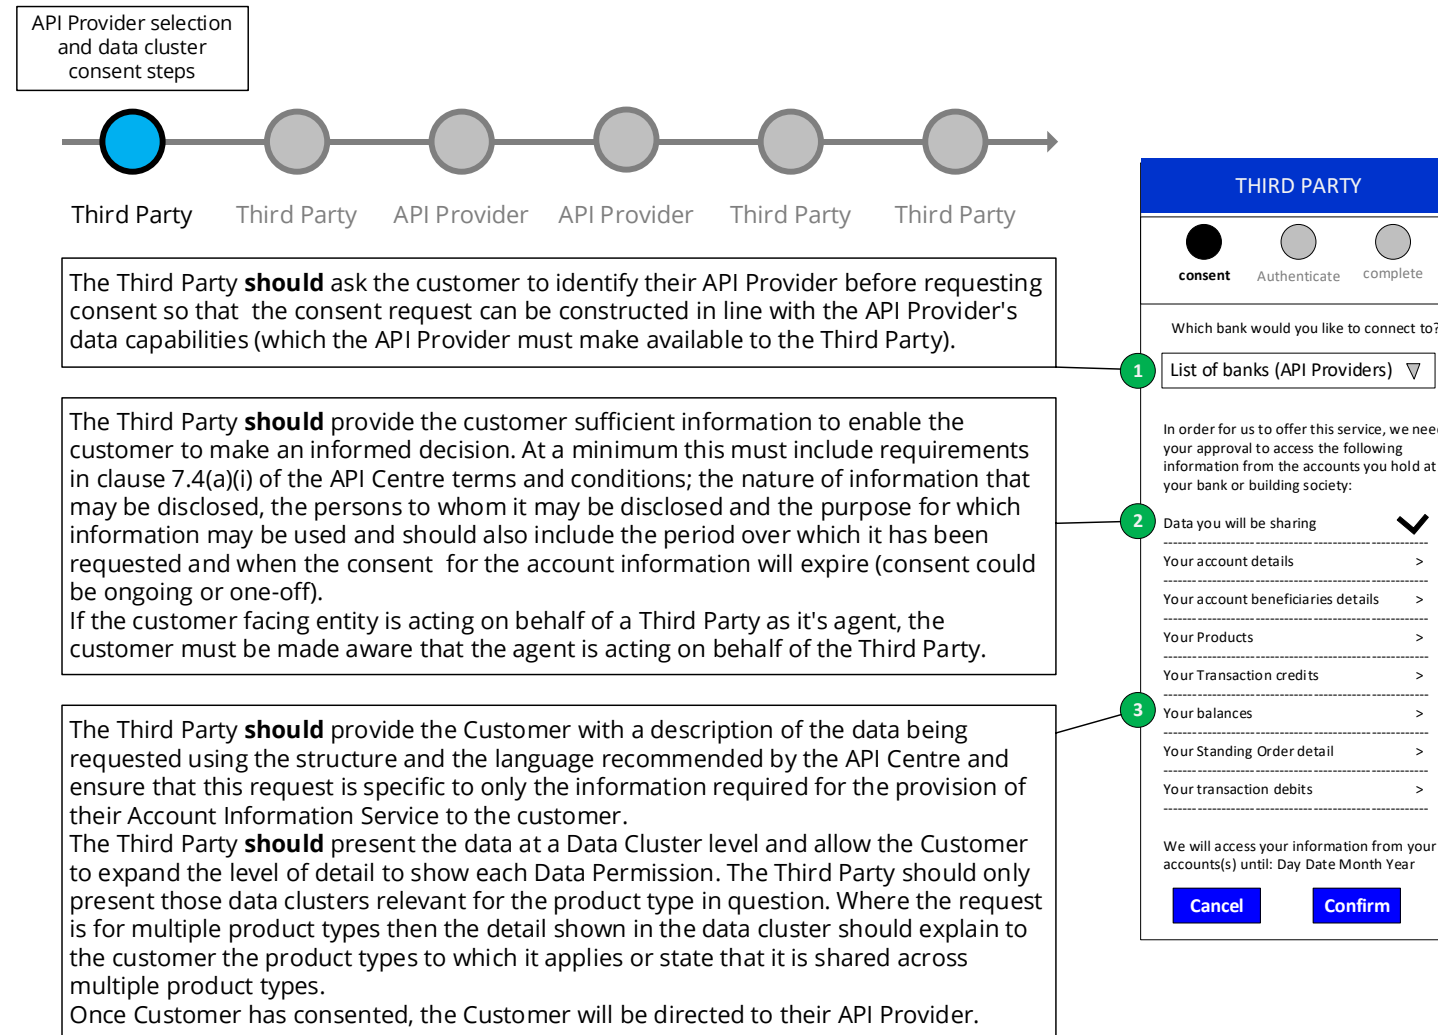 API Provider selection
and data cluster
consent steps
Third Party
Third Party
API Provider
API Provider
Third Party
Third Party
The Third Party should ask the customer to identify their API Provider before requesting
consent so that  the consent request can be constructed in line with the API Provider's
data capabilities (which the API Provider must make available to the Third Party).
The Third Party should provide the customer sufficient information to enable the
customer to make an informed decision. At a minimum this must include requirements
in clause 7.4(a)(i) of the API Centre terms and conditions; the nature of information that
may be disclosed, the persons to whom it may be disclosed and the purpose for which
information may be used and should also include the period over which it has been
requested and when the consent  for the account information will expire (consent could
be ongoing or one-off).
If the customer facing entity is acting on behalf of a Third Party as it's agent, the
customer must be made aware that the agent is acting on behalf of the Third Party.
The Third Party should provide the Customer with a description of the data being
requested using the structure and the language recommended by the API Centre and
ensure that this request is specific to only the information required for the provision of
their Account Information Service to the customer.
The Third Party should present the data at a Data Cluster level and allow the Customer
to expand the level of detail to show each Data Permission. The Third Party should only
present those data clusters relevant for the product type in question. Where the request
is for multiple product types then the detail shown in the data cluster should explain to
the customer the product types to which it applies or state that it is shared across
multiple product types.
Once Customer has consented, the Customer will be directed to their API Provider.
THIRD PARTY
consent
Authenticate
complete
Which bank would you like to connect to?
1
List of banks (API Providers)
In order for us to offer this service, we
your approval to access the following
information from the accounts you hold at
your bank or building society:
2
Data you will be sharing
Your account details >
Your account beneficiaries details >
Your Products >
Your Transaction credits >
3
Your balances >
Your Standing Order detail >
Your transaction debits >
We will access your information from your
accounts(s) until: Day Date Month Year
Cancel
Confirm